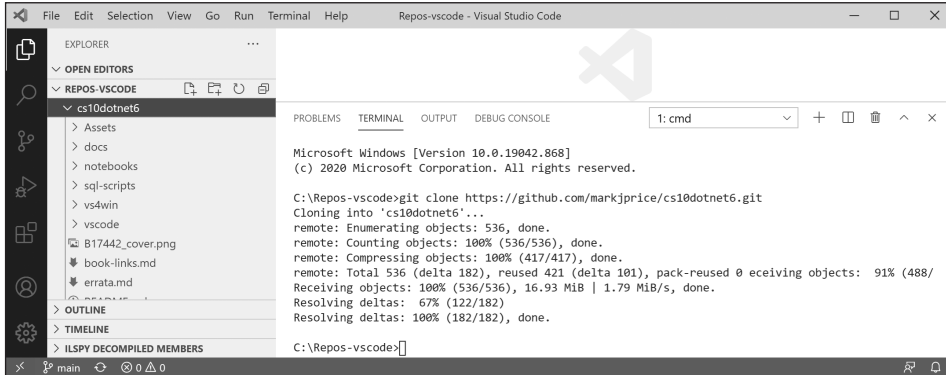 File Edit Selection View Go Run Terminal Help
Repos-vscode - Visual Studio Code
EXPLORER
OPEN EDITORS
REPOS-VSCODE
cs10dotnet6
Assets
docs
notebooks
sql-scripts
vs4win
vscode
B17442_cover.png
book-links.md
errata.md
OUTLINE
TIMELINE
ILSPY DECOMPILED MEMBERS
PROBLEMS TERMINAL OUTPUT DEBUG CONSOLE
1: cmd
Microsoft Windows [Version 10.0.19042.868]
(c) 2020 Microsoft Corporation. All rights reserved.
C:\Repos-vscode>git clone https://github.com/markjprice/cs10dotnet6.git
Cloning into 'cs10dotnet6'...
remote: Enumerating objects: 536, done.
remote: Counting objects: 100% (536/536), done.
remote: Compressing objects: 100% (417/417), done.
remote: Total 536 (delta 182), reused 421 (delta 101), pack-reused 0 eceiving objects:  91% (488/
Receiving objects: 100% (536/536), 16.93 MiB | 1.79 MiB/s, done.
Resolving deltas:  67% (122/182)
Resolving deltas: 100% (182/182), done.
C:\Repos-vscode>
main 0 0